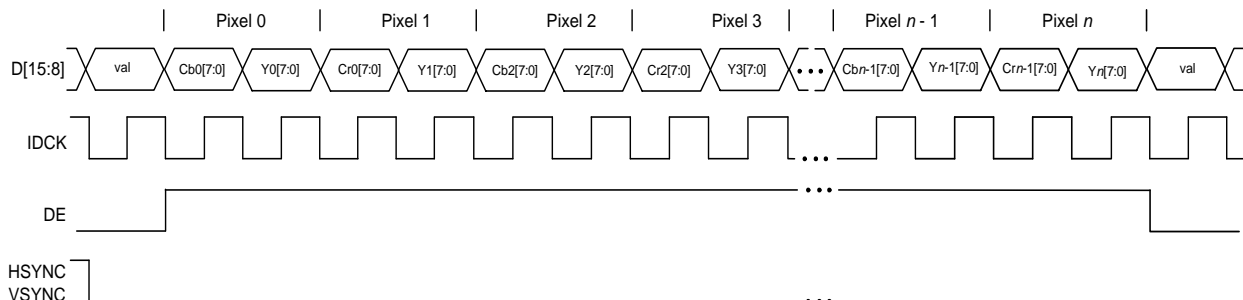 Pixel 0 Pixel 1 Pixel 2 Pixel 3 Pixel n - 1 Pixel n
D[15:8] val Cb0[7:0] Y0[7:0] Cr0[7:0] Y1[7:0] Cb2[7:0] Y2[7:0] Cr2[7:0] Y3[7:0] ••• Cbn-1[7:0] Yn-1[7:0] Crn-1[7:0] Yn[7:0] val
IDCK •••
DE •••
HSYNC
VSYNC •••